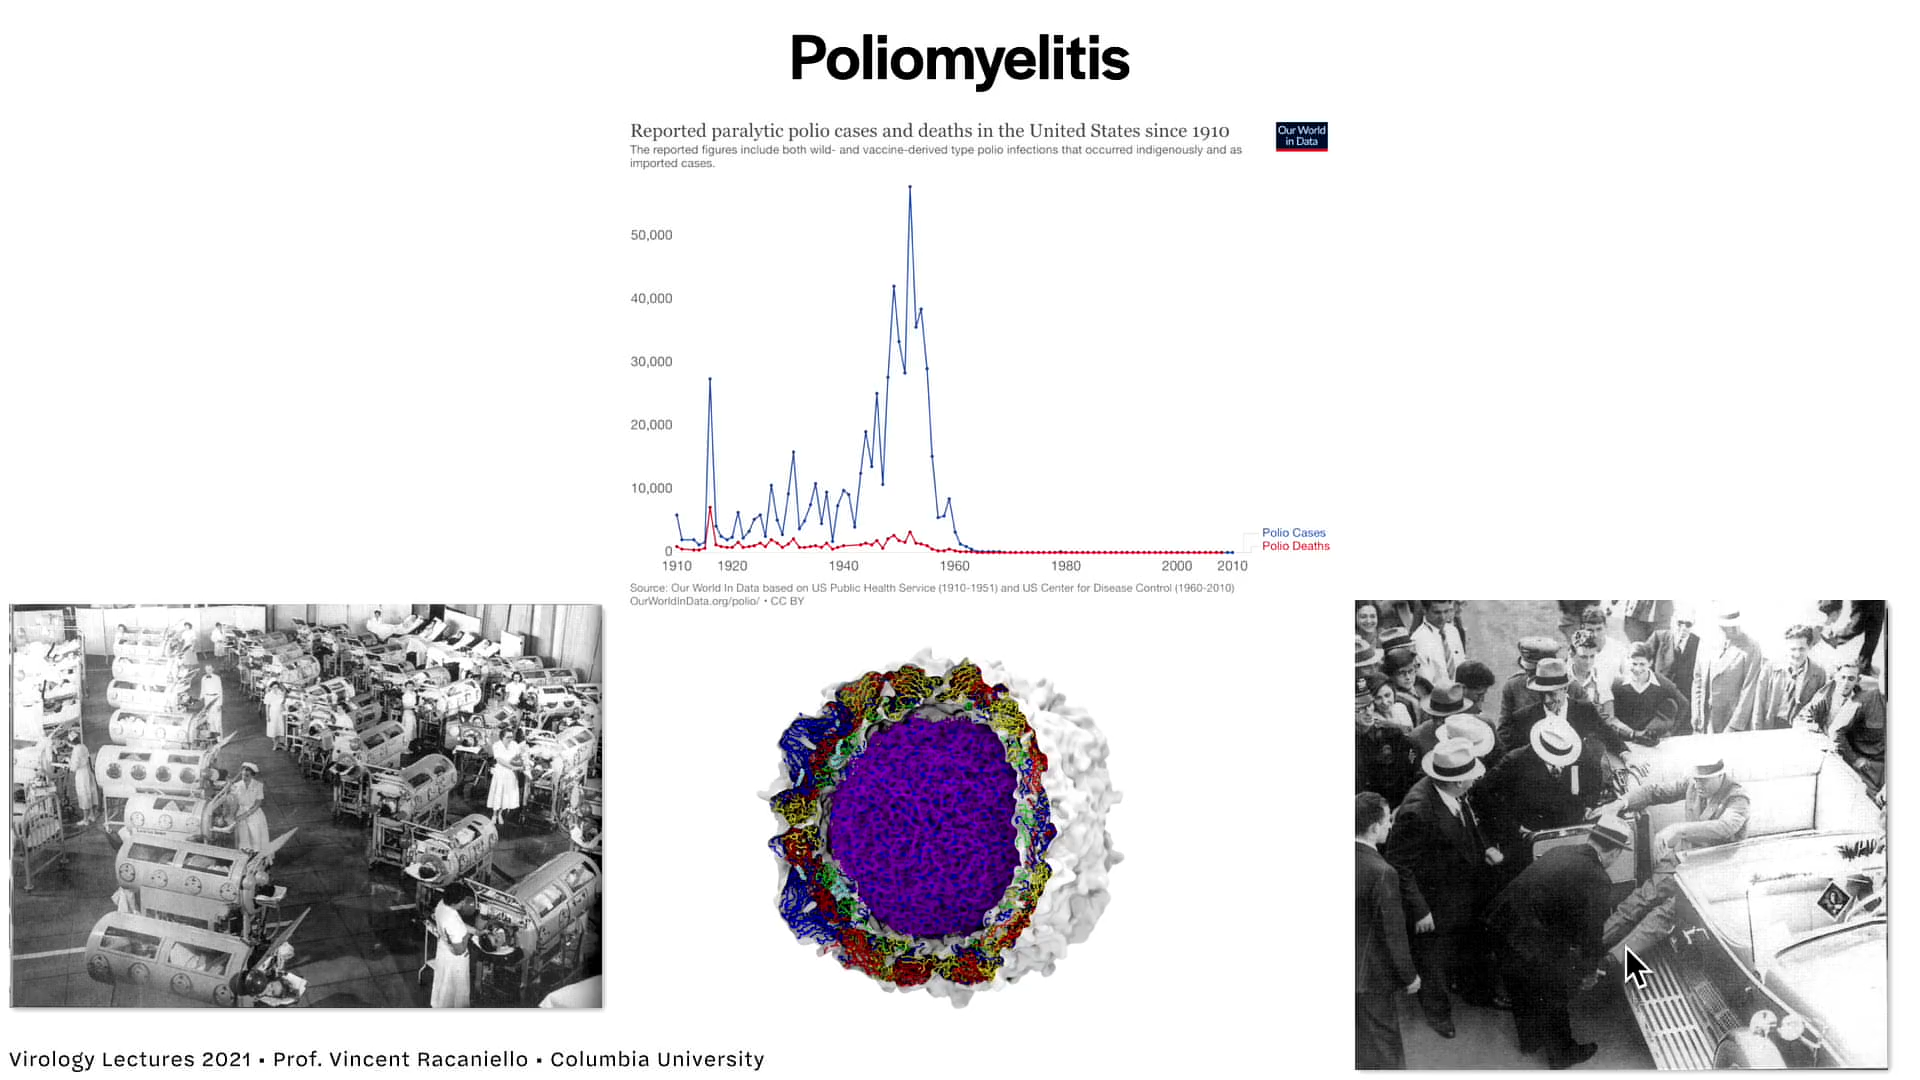 Poliomyelitis
Reported paralytic polio cases and deaths in the United States since 1910
Our World
in Data
The reported figures include both wild- and vaccine-derived type polio infections that occurred indigenously and as
imported cases.
50,000
40,000
30,000
20,000
10,000
0
Polio Cases
Polio Deaths
1910 1920 1940 1960 1980 2000 2010
Source: Our World In Data based on US Public Health Service (1910-1951) and US Center for Disease Control (1960-2010)
OurWorldInData.org/polio/ • CC BY
Virology Lectures 2021 • Prof. Vincent Racaniello • Columbia University